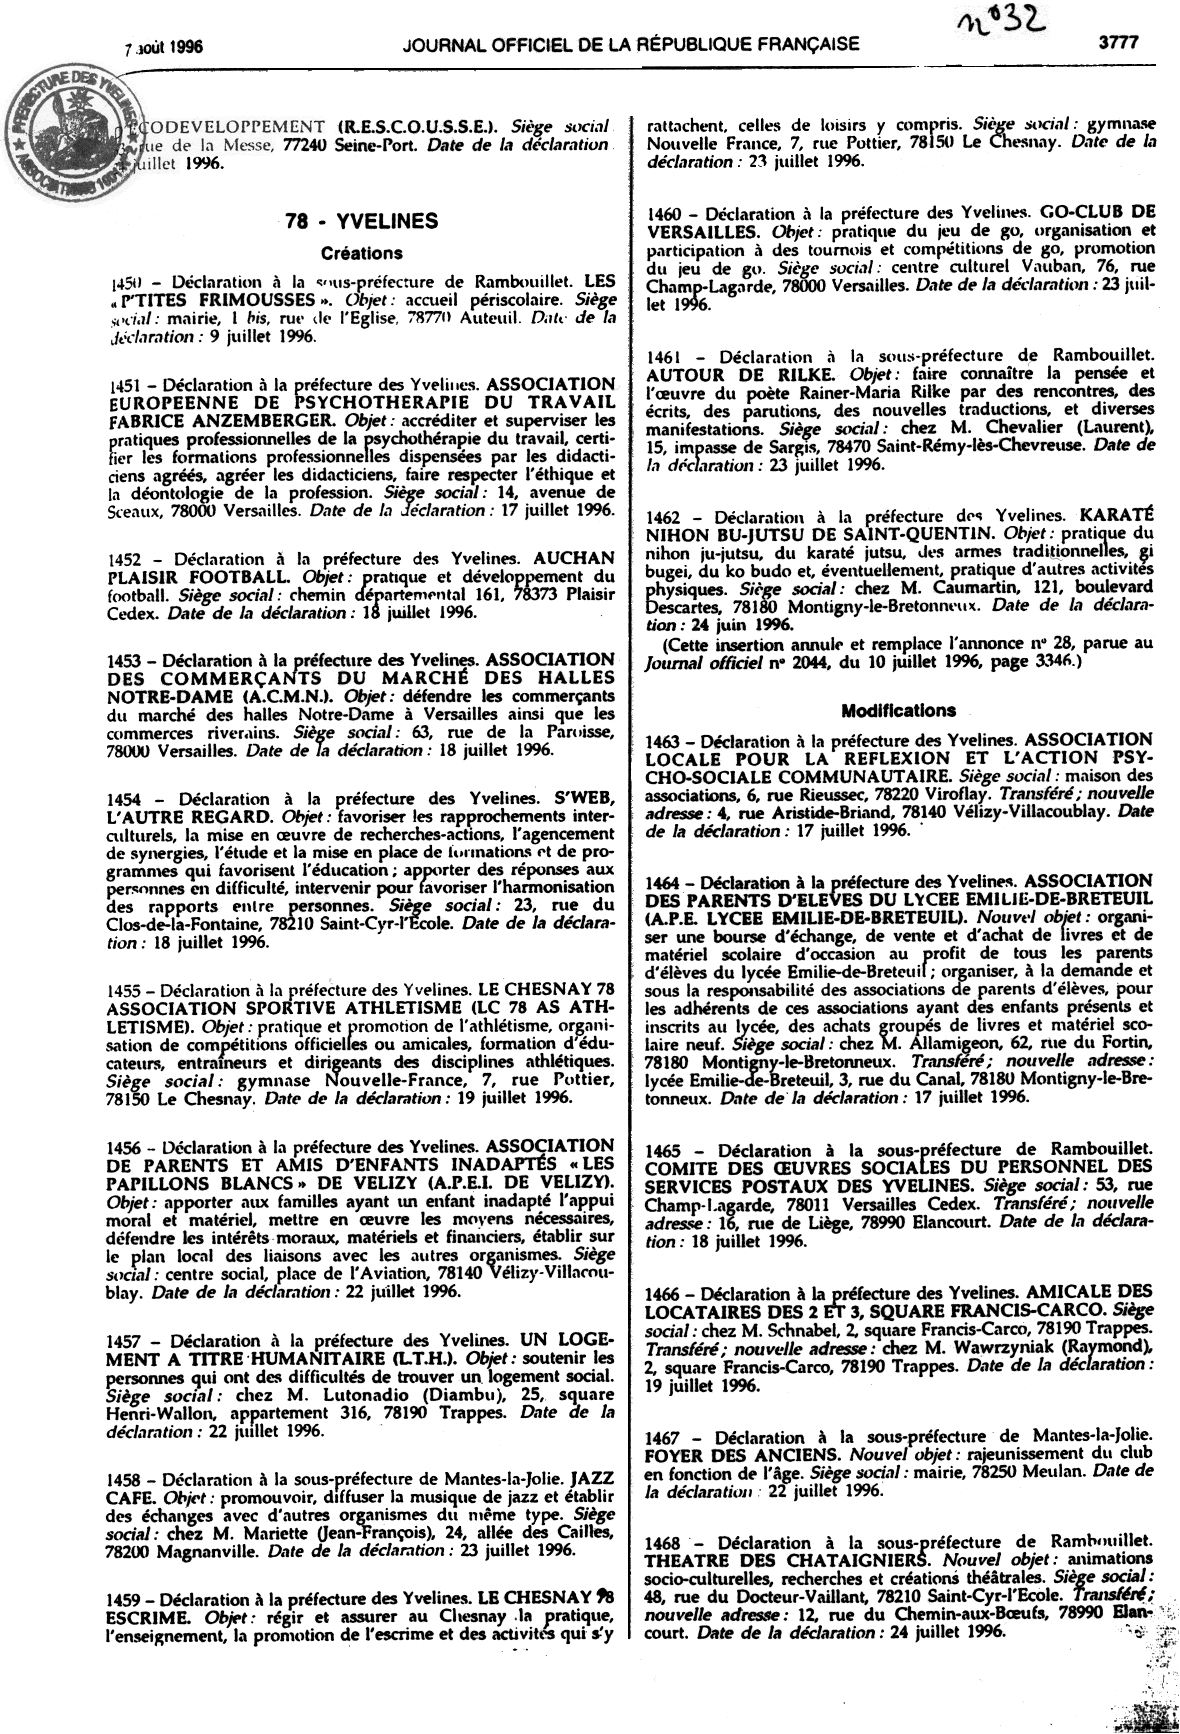 n°32
7 août 1996
JOURNAL OFFICIEL DE LA RÉPUBLIQUE FRANÇAISE
3777
PREFECTURE DES YVELINES
ASSOCIATIONS 1901
ECODEVELOPPEMENT (R.E.S.C.O.U.S.S.E.). Siège social
rue de la Messe, 77240 Seine-Port. Date de la déclaration
juillet 1996.
78 - YVELINES
Créations
1450 – Déclaration à la sous-préfecture de Rambouillet. LES
« P'TITES FRIMOUSSES ». Objet : accueil périscolaire. Siège
social : mairie, 1 bis, rue de l'Eglise, 78770 Auteuil. Date de la
déclaration : 9 juillet 1996.
1451 – Déclaration à la préfecture des Yvelines. ASSOCIATION
EUROPEENNE DE PSYCHOTHERAPIE DU TRAVAIL
FABRICE ANZEMBERGER. Objet : accréditer et superviser les
pratiques professionnelles de la psychothérapie du travail, certi-
fier les formations professionnelles dispensées par les didacti-
ciens agréés, agréer les didacticiens, faire respecter l'éthique et
la déontologie de la profession. Siège social : 14, avenue de
Sceaux, 78000 Versailles. Date de la déclaration : 17 juillet 1996.
1452 – Déclaration à la préfecture des Yvelines. AUCHAN
PLAISIR FOOTBALL. Objet : pratique et développement du
football. Siège social : chemin départemental 161, 78373 Plaisir
Cedex. Date de la déclaration : 18 juillet 1996.
1453 – Déclaration à la préfecture des Yvelines. ASSOCIATION
DES COMMERÇANTS DU MARCHÉ DES HALLES
NOTRE-DAME (A.C.M.N.). Objet : défendre les commerçants
du marché des halles Notre-Dame à Versailles ainsi que les
commerces riverains. Siège social : 63, rue de la Paroisse,
78000 Versailles. Date de la déclaration : 18 juillet 1996.
1454 – Déclaration à la préfecture des Yvelines. S'WEB,
L'AUTRE REGARD. Objet : favoriser les rapprochements inter-
culturels, la mise en œuvre de recherches-actions, l'agencement
de synergies, l'étude et la mise en place de formations et de pro-
grammes qui favorisent l'éducation ; apporter des réponses aux
personnes en difficulté, intervenir pour favoriser l'harmonisation
des rapports entre personnes. Siège social : 23, rue du
Clos-de-la-Fontaine, 78210 Saint-Cyr-l'Ecole. Date de la déclara-
tion : 18 juillet 1996.
1455 – Déclaration à la préfecture des Yvelines. LE CHESNAY 78
ASSOCIATION SPORTIVE ATHLETISME (LC 78 AS ATH-
LETISME). Objet : pratique et promotion de l'athlétisme, organi-
sation de compétitions officielles ou amicales, formation d'édu-
cateurs, entraîneurs et dirigeants des disciplines athlétiques.
Siège social : gymnase Nouvelle-France, 7, rue Pottier,
78150 Le Chesnay. Date de la déclaration : 19 juillet 1996.
1456 – Déclaration à la préfecture des Yvelines. ASSOCIATION
DE PARENTS ET AMIS D'ENFANTS INADAPTÉS « LES
PAPILLONS BLANCS » DE VELIZY (A.P.E.I. DE VELIZY).
Objet : apporter aux familles ayant un enfant inadapté l'appui
moral et matériel, mettre en œuvre les moyens nécessaires,
défendre les intérêts moraux, matériels et financiers, établir sur
le plan local des liaisons avec les autres organismes. Siège
social : centre social, place de l'Aviation, 78140 Vélizy-Villacou-
blay. Date de la déclaration : 22 juillet 1996.
1457 – Déclaration à la préfecture des Yvelines. UN LOGE-
MENT A TITRE HUMANITAIRE (L.T.H.). Objet : soutenir les
personnes qui ont des difficultés de trouver un logement social.
Siège social : chez M. Lutonadio (Diambu), 25, square
Henri-Wallon, appartement 316, 78190 Trappes. Date de la
déclaration : 22 juillet 1996.
1458 – Déclaration à la sous-préfecture de Mantes-la-Jolie. JAZZ
CAFE. Objet : promouvoir, diffuser la musique de jazz et établir
des échanges avec d'autres organismes du même type. Siège
social : chez M. Mariette (Jean-François), 24, allée des Cailles,
78200 Magnanville. Date de la déclaration : 23 juillet 1996.
1459 – Déclaration à la préfecture des Yvelines. LE CHESNAY 78
ESCRIME. Objet : régir et assurer au Chesnay la pratique,
l'enseignement, la promotion de l'escrime et des activités qui s'y
rattachent, celles de loisirs y compris. Siège social : gymnase
Nouvelle France, 7, rue Pottier, 78150 Le Chesnay. Date de la
déclaration : 23 juillet 1996.
1460 – Déclaration à la préfecture des Yvelines. GO-CLUB DE
VERSAILLES. Objet : pratique du jeu de go, organisation et
participation à des tournois et compétitions de go, promotion
du jeu de go. Siège social : centre culturel Vauban, 76, rue
Champ-Lagarde, 78000 Versailles. Date de la déclaration : 23 juil-
let 1996.
1461 – Déclaration à la sous-préfecture de Rambouillet.
AUTOUR DE RILKE. Objet : faire connaître la pensée et
l'œuvre du poète Rainer-Maria Rilke par des rencontres, des
écrits, des parutions, des nouvelles traductions, et diverses
manifestations. Siège social : chez M. Chevalier (Laurent),
15, impasse de Sargis, 78470 Saint-Rémy-lès-Chevreuse. Date de
la déclaration : 23 juillet 1996.
1462 – Déclaration à la préfecture des Yvelines. KARATÉ
NIHON BU-JUTSU DE SAINT-QUENTIN. Objet : pratique du
nihon ju-jutsu, du karaté jutsu, des armes traditionnelles, gi
bugei, du ko budo et, éventuellement, pratique d'autres activités
physiques. Siège social : chez M. Caumartin, 121, boulevard
Descartes, 78180 Montigny-le-Bretonneux. Date de la déclara-
tion : 24 juin 1996.
(Cette insertion annule et remplace l'annonce n° 28, parue au
Journal officiel n° 2044, du 10 juillet 1996, page 3346.)
Modifications
1463 – Déclaration à la préfecture des Yvelines. ASSOCIATION
LOCALE POUR LA REFLEXION ET L'ACTION PSY-
CHO-SOCIALE COMMUNAUTAIRE. Siège social : maison des
associations, 6, rue Rieussec, 78220 Viroflay. Transféré ; nouvelle
adresse : 4, rue Aristide-Briand, 78140 Vélizy-Villacoublay. Date
de la déclaration : 17 juillet 1996.
1464 – Déclaration à la préfecture des Yvelines. ASSOCIATION
DES PARENTS D'ELEVES DU LYCEE EMILIE-DE-BRETEUIL
(A.P.E. LYCEE EMILIE-DE-BRETEUIL). Nouvel objet : organi-
ser une bourse d'échange, de vente et d'achat de livres et de
matériel scolaire d'occasion au profit de tous les parents
d'élèves du lycée Emilie-de-Breteuil ; organiser, à la demande et
sous la responsabilité des associations de parents d'élèves, pour
les adhérents de ces associations ayant des enfants présents et
inscrits au lycée, des achats groupés de livres et matériel sco-
laire neuf. Siège social : chez M. Allamigeon, 62, rue du Fortin,
78180 Montigny-le-Bretonneux. Transféré ; nouvelle adresse :
lycée Emilie-de-Breteuil, 3, rue du Canal, 78180 Montigny-le-Bre-
tonneux. Date de la déclaration : 17 juillet 1996.
1465 – Déclaration à la sous-préfecture de Rambouillet.
COMITE DES ŒUVRES SOCIALES DU PERSONNEL DES
SERVICES POSTAUX DES YVELINES. Siège social : 53, rue
Champ-Lagarde, 78011 Versailles Cedex. Transféré ; nouvelle
adresse : 16, rue de Liège, 78990 Elancourt. Date de la déclara-
tion : 18 juillet 1996.
1466 – Déclaration à la préfecture des Yvelines. AMICALE DES
LOCATAIRES DES 2 ET 3, SQUARE FRANCIS-CARCO. Siège
social : chez M. Schnabel, 2, square Francis-Carco, 78190 Trappes.
Transféré ; nouvelle adresse : chez M. Wawrzyniak (Raymond),
2, square Francis-Carco, 78190 Trappes. Date de la déclaration :
19 juillet 1996.
1467 – Déclaration à la sous-préfecture de Mantes-la-Jolie.
FOYER DES ANCIENS. Nouvel objet : rajeunissement du club
en fonction de l'âge. Siège social : mairie, 78250 Meulan. Date de
la déclaration : 22 juillet 1996.
1468 – Déclaration à la sous-préfecture de Rambouillet.
THEATRE DES CHATAIGNIERS. Nouvel objet : animations
socio-culturelles, recherches et créations théâtrales. Siège social :
48, rue du Docteur-Vaillant, 78210 Saint-Cyr-l'Ecole. Transféré ;
nouvelle adresse : 12, rue du Chemin-aux-Bœufs, 78990 Elan-
court. Date de la déclaration : 24 juillet 1996.